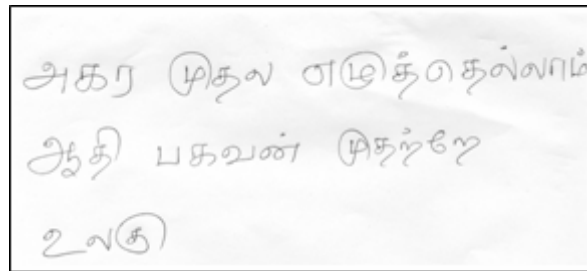 அகர முதல எழுத்தெல்லாம்
ஆதி பகவன் முதற்றே
உலகு